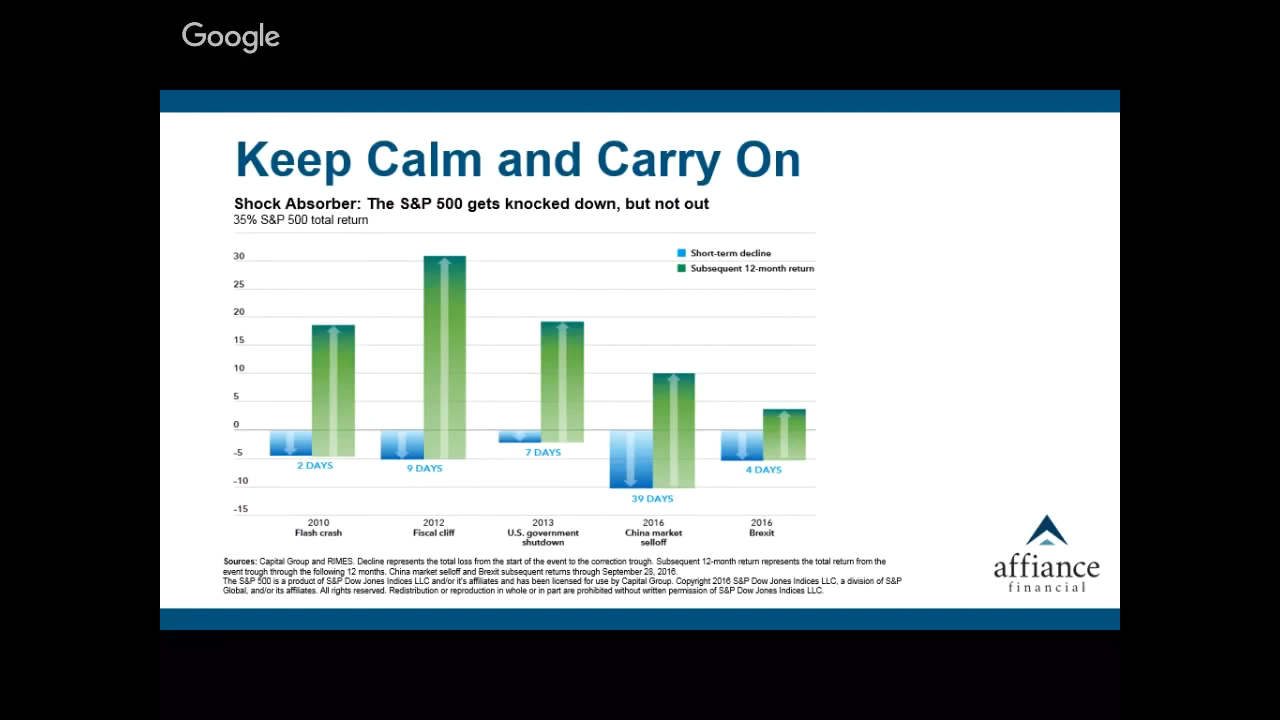 Google
Keep Calm and Carry On
Shock Absorber: The S&P 500 gets knocked down, but not out
35% S&P 500 total return
30
25
20
15
10
5
0
-5
-10
-15
Short-term decline
Subsequent 12-month return
2 DAYS
9 DAYS
7 DAYS
39 DAYS
4 DAYS
2010
Flash crash
2012
Fiscal cliff
2013
U.S. government
shutdown
2016
China market
selloff
2016
Brexit
Sources: Capital Group and RIMES. Decline represents the total loss from the start of the event to the correction trough. Subsequent 12-month return represents the total return from the
event trough through the following 12 months. China market selloff and Brexit subsequent returns through September 28, 2016.
The S&P 500 is a product of S&P Dow Jones Indices LLC and/or it's affiliates and has been licensed for use by Capital Group. Copyright 2016 S&P Dow Jones Indices LLC, a division of S&P
Global, and/or its affiliates. All rights reserved. Redistribution or reproduction in whole or in part are prohibited without written permission of S&P Dow Jones Indices LLC.
affiance
financial